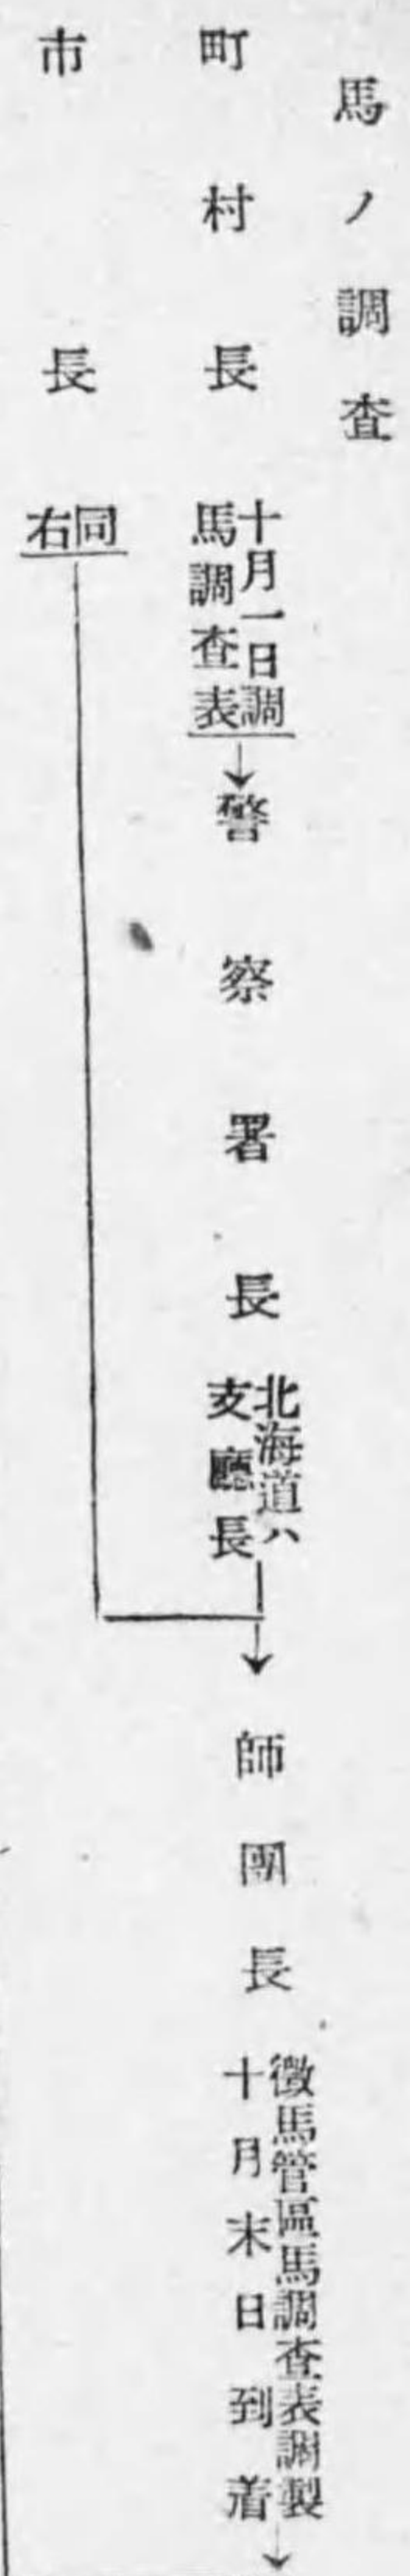 馬ノ調査
町村長
十月一日調
馬調査表
警察署長
北海道ハ
支廳長
師團長
徴馬管區馬調査表調製
十月末日到着
市長
同右